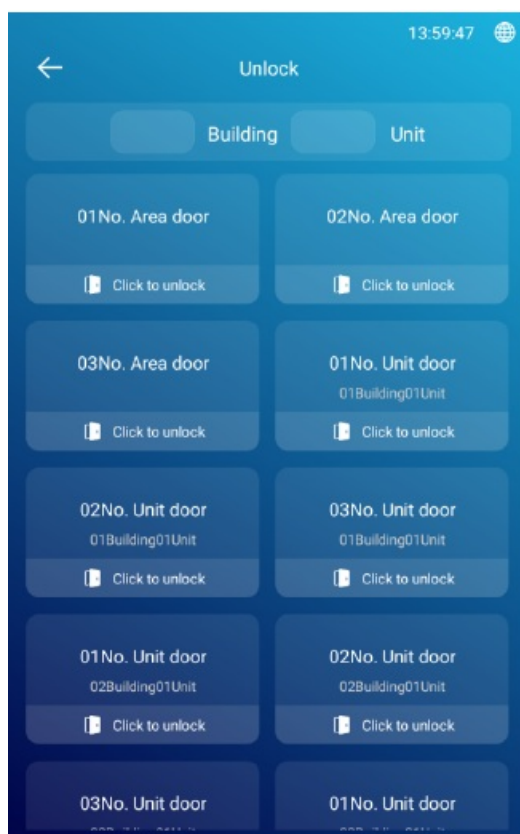 13:59:47
Unlock
Building Unit
01No. Area door
02No. Area door
Click to unlock
Click to unlock
03No. Area door
01No. Unit door
01Building01Unit
Click to unlock
Click to unlock
02No. Unit door
03No. Unit door
01Building01Unit
01Building01Unit
Click to unlock
Click to unlock
01No. Unit door
02No. Unit door
02Building01Unit
02Building01Unit
Click to unlock
Click to unlock
03No. Unit door
01No. Unit door